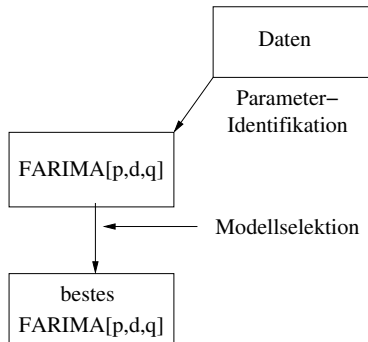 Daten
Parameter–
Identifikation
FARIMA[p,d,q]
Modellselektion
bestes
FARIMA[p,d,q]